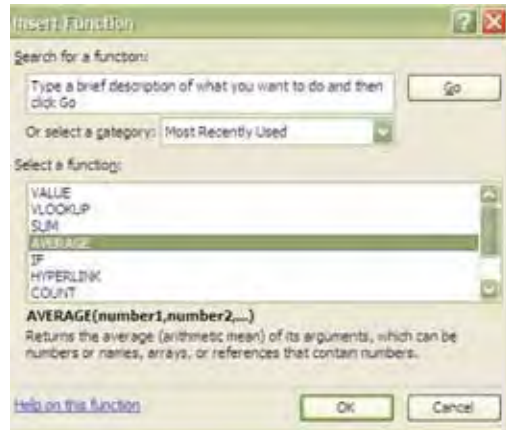 Insert Function
Search for a function:
Type a brief description of what you want to do and then
click Go
Go
Or select a category: Most Recently Used
Select a function:
VALUE
VLOOKUP
SUM
AVERAGE
IF
HYPERLINK
COUNT
AVERAGE(number1,number2,...)
Returns the average (arithmetic mean) of its arguments, which can be
numbers or names, arrays, or references that contain numbers.
Help on this function
OK
Cancel